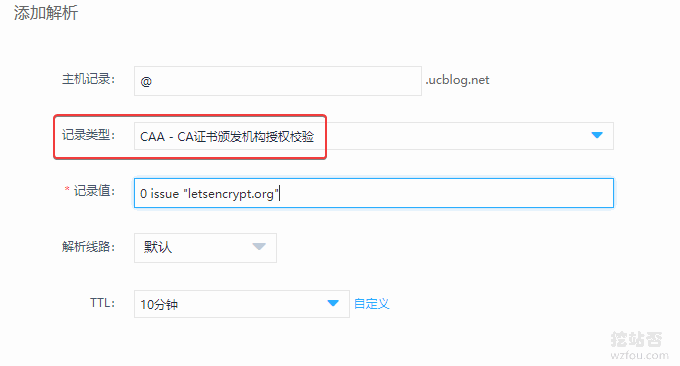 添加解析
主机记录： @ .ucblog.net
记录类型： CAA - CA证书颁发机构授权校验
* 记录值： 0 issue "letsencrypt.org"
解析线路： 默认
TTL： 10分钟 自定义
挖站否
wzfou.com